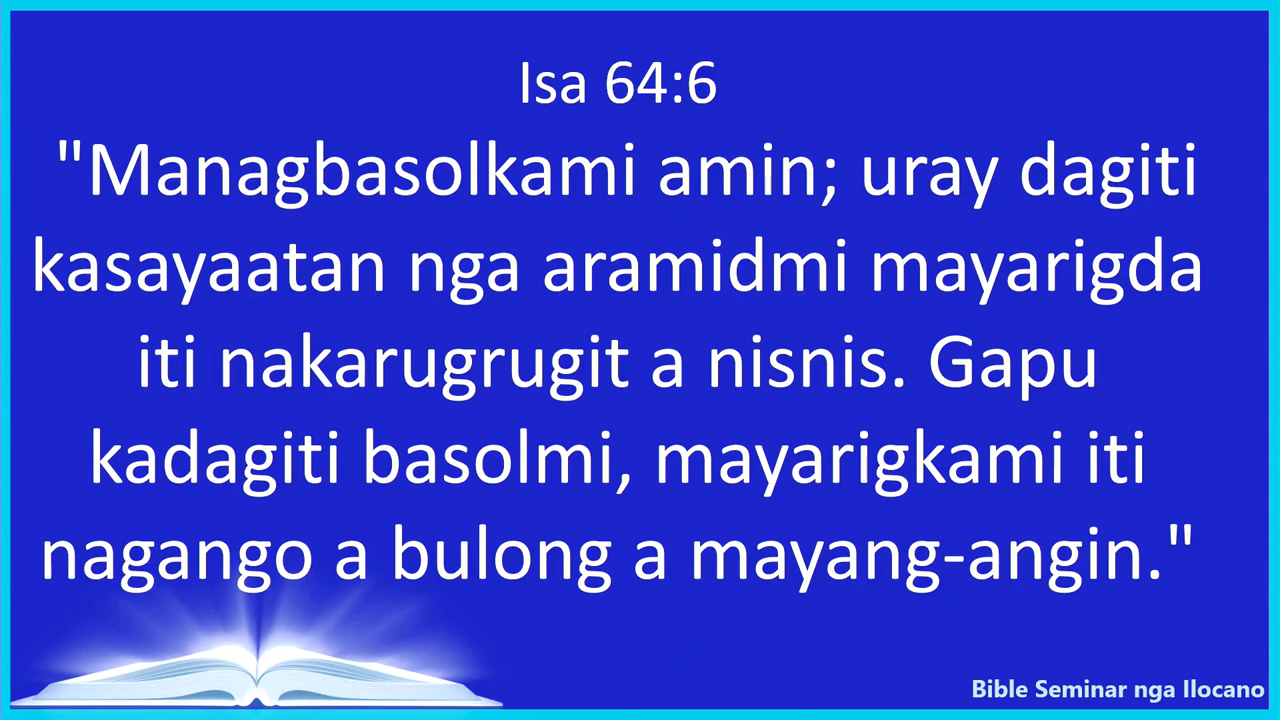 Isa 64:6
"Managbasolkami amin; uray dagiti
kasayaatan nga aramidmi mayarigda
iti nakarugrugit a nisnis. Gapu
kadagiti basolmi, mayarigkami iti
nagango a bulong a mayang-angin."
Bible Seminar nga Ilocano